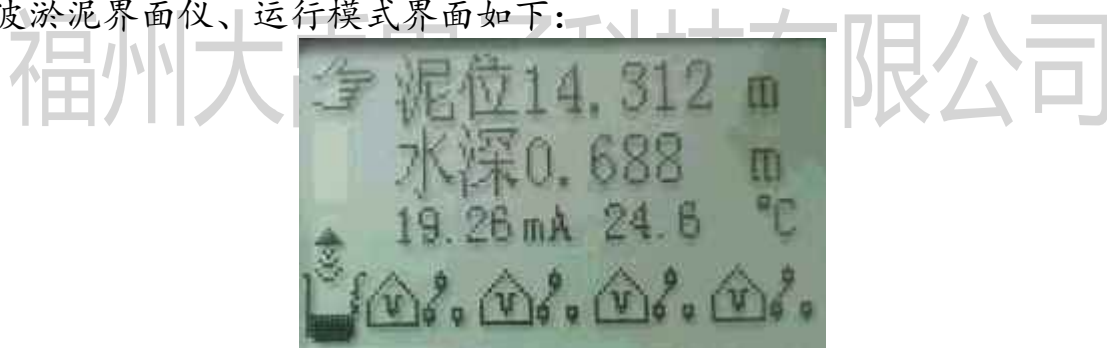 波淤泥界面仪、运行模式界面如下:
福州大
限公司
泥位14.312 m
水深0.688 m
19.26mA 24.6 ℃